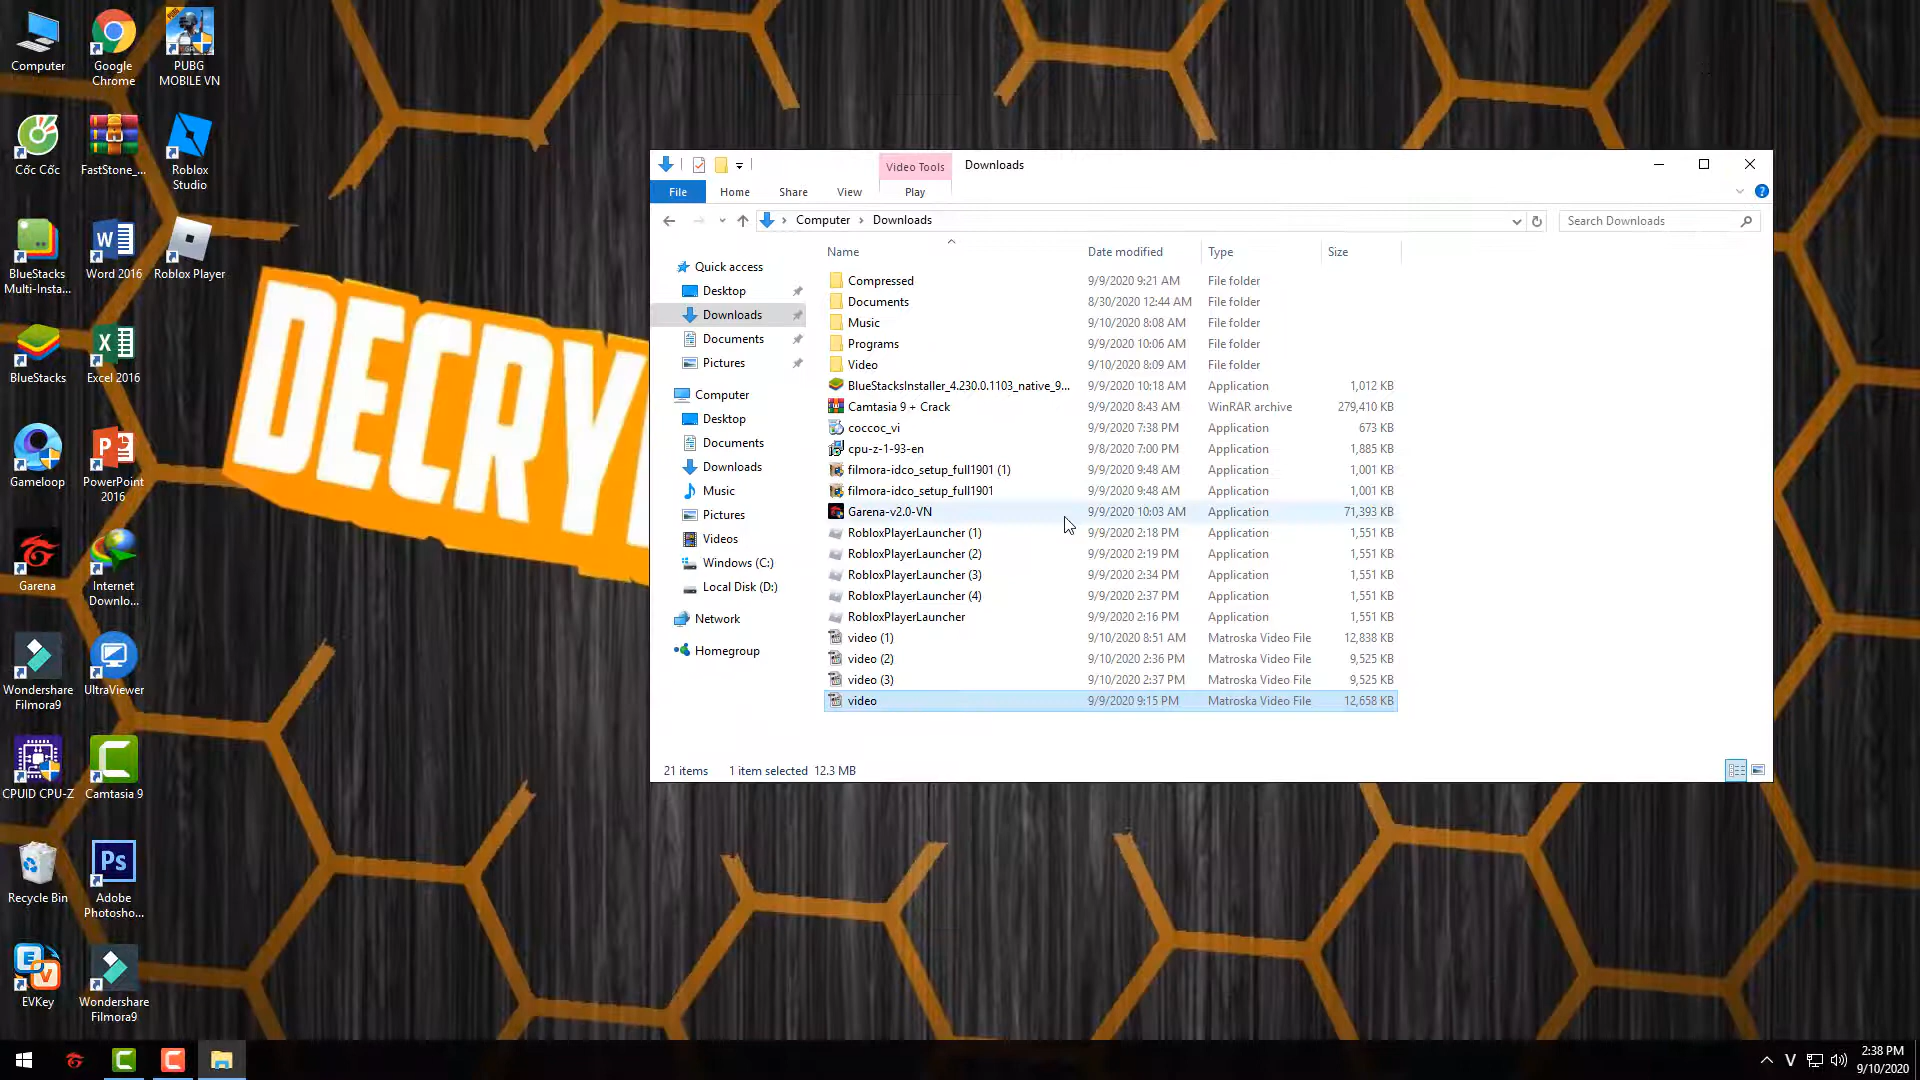 Computer
Google
Chrome
PUBG
MOBILE VN
Cốc Cốc
FastStone_...
Roblox
Studio
BlueStacks
Multi-Insta...
Word 2016
Roblox Player
BlueStacks
Excel 2016
Gameloop
PowerPoint
2016
Garena
Internet
Downlo...
Wondershare
Filmora9
UltraViewer
CPUID CPU-Z
Camtasia 9
Recycle Bin
Adobe
Photosho...
EVKey
Wondershare
Filmora9
DECRY
Video Tools
Downloads
File
Home
Share
View
Play
Computer
Downloads
Search Downloads
Name
Date modified
Type
Size
Quick access
Desktop
Downloads
Documents
Pictures
Computer
Desktop
Documents
Downloads
Music
Pictures
Videos
Windows (C:)
Local Disk (D:)
Network
Homegroup
Compressed 9/9/2020 9:21 AM File folder
Documents 8/30/2020 12:44 AM File folder
Music 9/10/2020 8:08 AM File folder
Programs 9/9/2020 10:06 AM File folder
Video 9/10/2020 8:09 AM File folder
BlueStacksInstaller_4.230.0.1103_native_9... 9/9/2020 10:18 AM Application 1,012 KB
Camtasia 9 + Crack 9/9/2020 8:43 AM WinRAR archive 279,410 KB
coccoc_vi 9/9/2020 7:38 PM Application 673 KB
cpu-z-1-93-en 9/8/2020 7:00 PM Application 1,885 KB
filmora-idco_setup_full1901 (1) 9/9/2020 9:48 AM Application 1,001 KB
filmora-idco_setup_full1901 9/9/2020 9:48 AM Application 1,001 KB
Garena-v2.0-VN 9/9/2020 10:03 AM Application 71,393 KB
RobloxPlayerLauncher (1) 9/9/2020 2:18 PM Application 1,551 KB
RobloxPlayerLauncher (2) 9/9/2020 2:19 PM Application 1,551 KB
RobloxPlayerLauncher (3) 9/9/2020 2:34 PM Application 1,551 KB
RobloxPlayerLauncher (4) 9/9/2020 2:37 PM Application 1,551 KB
RobloxPlayerLauncher 9/9/2020 2:16 PM Application 1,551 KB
video (1) 9/10/2020 8:51 AM Matroska Video File 12,838 KB
video (2) 9/10/2020 2:36 PM Matroska Video File 9,525 KB
video (3) 9/10/2020 2:37 PM Matroska Video File 9,525 KB
video 9/9/2020 9:15 PM Matroska Video File 12,658 KB
21 items 1 item selected 12.3 MB
V
2:38 PM
9/10/2020